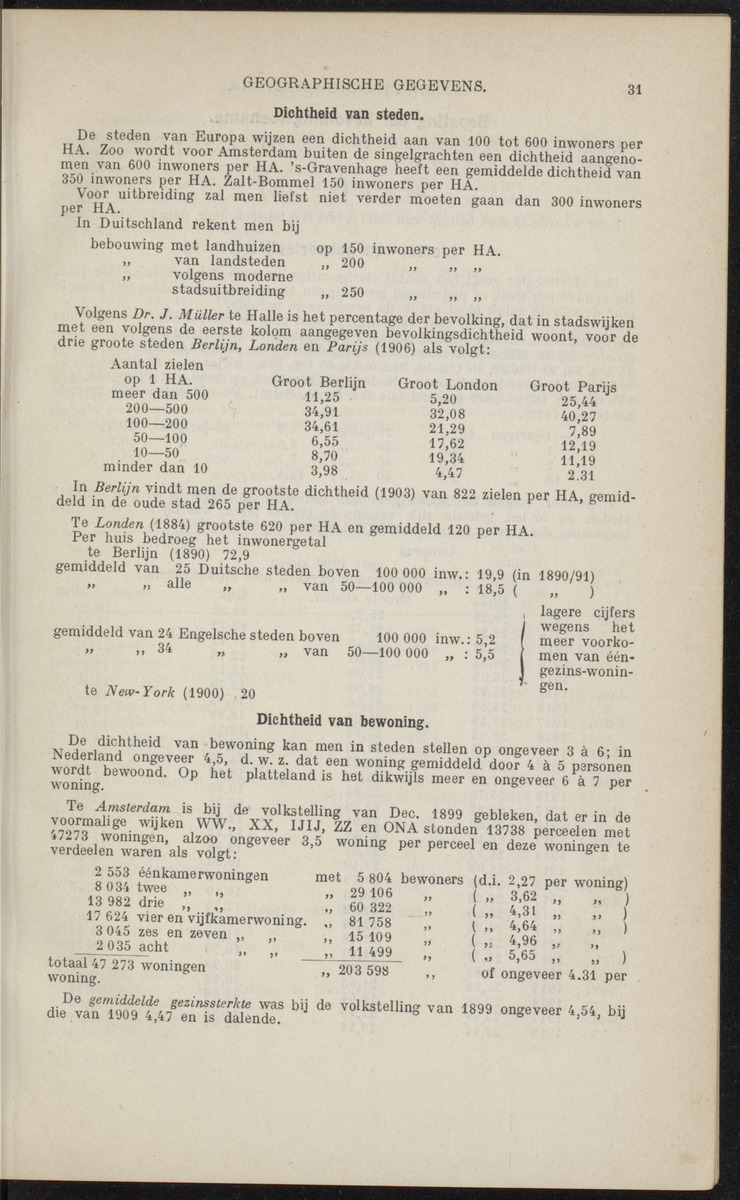 GEOGRAPHISCHE GEGEVENS. 31
Dichtheid van steden.
De steden van Europa wijzen een dichtheid aan van 100 tot 600 inwoners per
HA. Zoo wordt voor Amsterdam buiten de singelgrachten een dichtheid aangeno-
men van 600 inwoners per HA. 's-Gravenhage heeft een gemiddelde dichtheid van
350 inwoners per HA. Zalt-Bommel 150 inwoners per HA.
Voor uitbreiding zal men liefst niet verder moeten gaan dan 300 inwoners
per HA.
In Duitschland rekent men bij
bebouwing met landhuizen op 150 inwoners per HA.
„ van landsteden „ 200 „ „ „
„ volgens moderne
stadsuitbreiding „ 250 „ „ „
Volgens Dr. J. Müller te Halle is het percentage der bevolking, dat in stadswijken
met een volgens de eerste kolom aangegeven bevolkingsdichtheid woont, voor de
drie groote steden Berlijn, Londen en Parijs (1906) als volgt:
Aantal zielen
op 1 HA. Groot Berlijn Groot London Groot Parijs
meer dan 500 11,25 5,20 25,44
200—500 34,91 32,08 40,27
100—200 34,61 21,29 7,89
50—100 6,55 17,62 12,19
10—50 8,70 19,34 11,19
minder dan 10 3,98 4,47 2.31
In Berlijn vindt men de grootste dichtheid (1903) van 822 zielen per HA, gemid-
deld in de oude stad 265 per HA.
Te Londen (1884) grootste 620 per HA en gemiddeld 120 per HA.
Per huis bedroeg het inwonergetal
te Berlijn (1890) 72,9
gemiddeld van 25 Duitsche steden boven 100 000 inw.: 19,9 (in 1890/91)
„ „ alle „ „ van 50—100 000 „ : 18,5 ( „ )
lagere cijfers
wegens het
gemiddeld van 24 Engelsche steden boven 100 000 inw.: 5,2 meer voorko-
„ „ 34 „ „ van 50—100 000 „ : 5,5 men van één-
gezins-wonin-
gen.
te New-York (1900) 20
Dichtheid van bewoning.
De dichtheid van bewoning kan men in steden stellen op ongeveer 3 à 6; in
Nederland ongeveer 4,5, d. w. z. dat een woning gemiddeld door 4 à 5 personen
wordt bewoond. Op het platteland is het dikwijls meer en ongeveer 6 à 7 per
woning.
Te Amsterdam is bij de volkstelling van Dec. 1899 gebleken, dat er in de
voormalige wijken WW., XX, IJIJ, ZZ en ONA stonden 13738 perceelen met
47273 woningen, alzoo ongeveer 3,5 woning per perceel en deze woningen te
verdeelen waren als volgt:
2 553 éénkamerwoningen met 5 804 bewoners (d.i. 2,27 per woning)
8 034 twee „ „ „ 29 106 „ ( „ 3,62 „ „ )
13 982 drie „ „ „ 60 322 „ ( „ 4,31 „ „ )
17 624 vier en vijfkamerwoning. „ 81 758 „ ( „ 4,64 „ „ )
3 045 zes en zeven „ „ „ 15 109 „ ( „ 4,96 „ „
2 035 acht „ „ „ 11 499 „ ( „ 5,65 „ „ )
totaal 47 273 woningen „ 203 598 „ of ongeveer 4.31 per
woning.
De gemiddelde gezinssterkte was bij de volkstelling van 1899 ongeveer 4,54, bij
die van 1909 4,47 en is dalende.